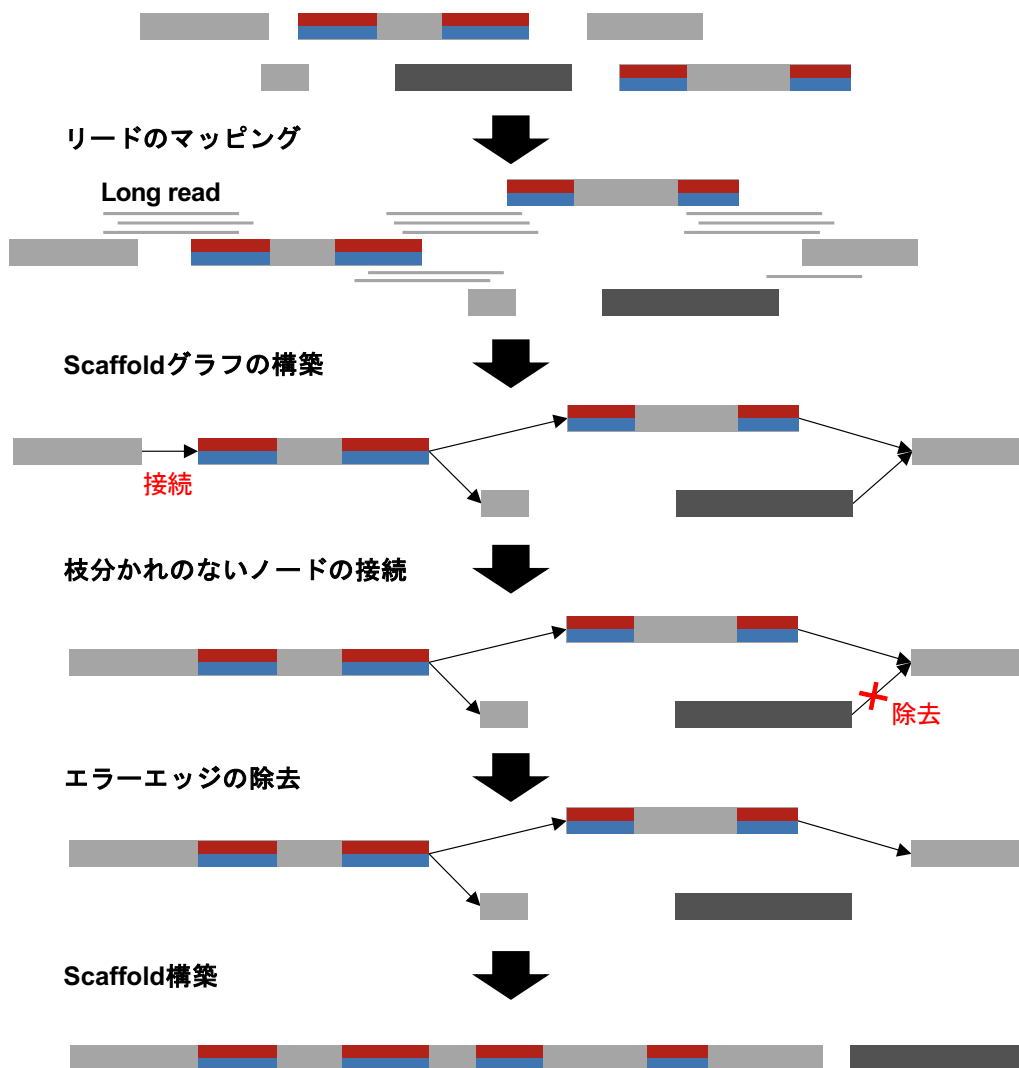 リードのマッピング
Long read
Scaffoldグラフの構築
接続
枝分かれのないノードの接続
除去
エラーエッジの除去
Scaffold構築